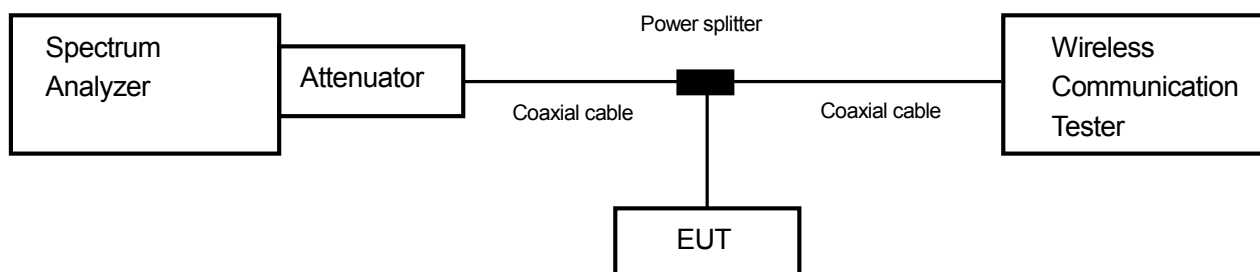 Spectrum
Analyzer
Attenuator
Power splitter
Coaxial cable
Coaxial cable
Wireless
Communication
Tester
EUT